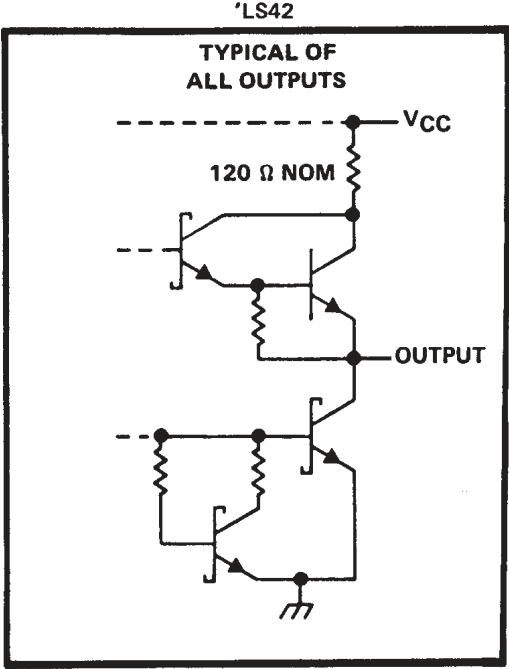 'LS42
TYPICAL OF
ALL OUTPUTS
VCC
120 Ω NOM
OUTPUT